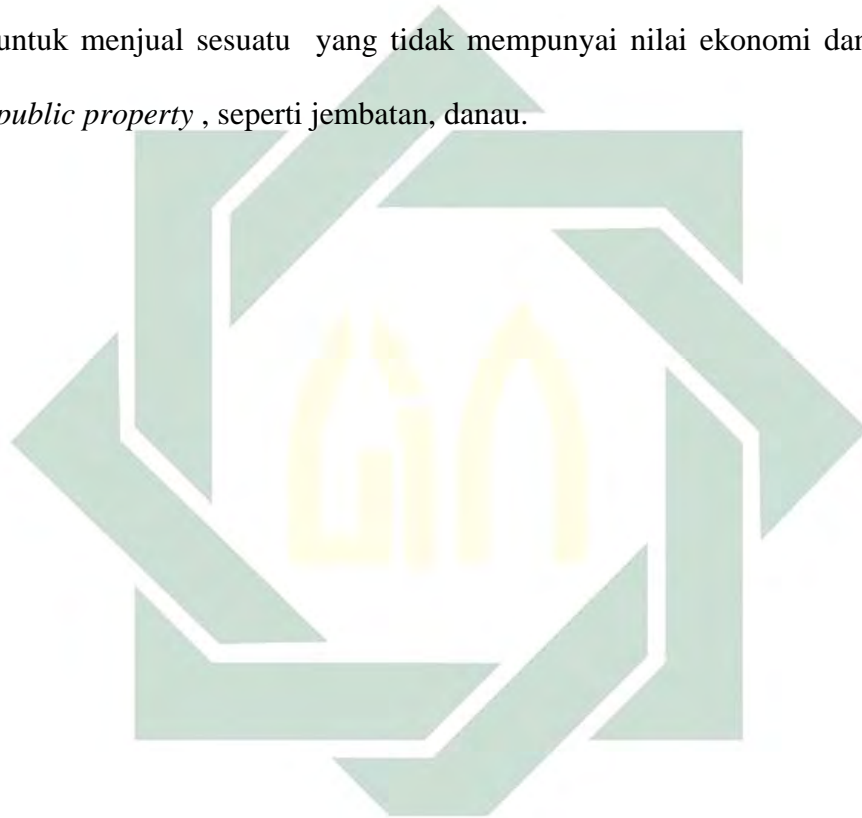 untuk menjual sesuatu yang tidak mempunyai nilai ekonomi dan
public property , seperti jembatan, danau.